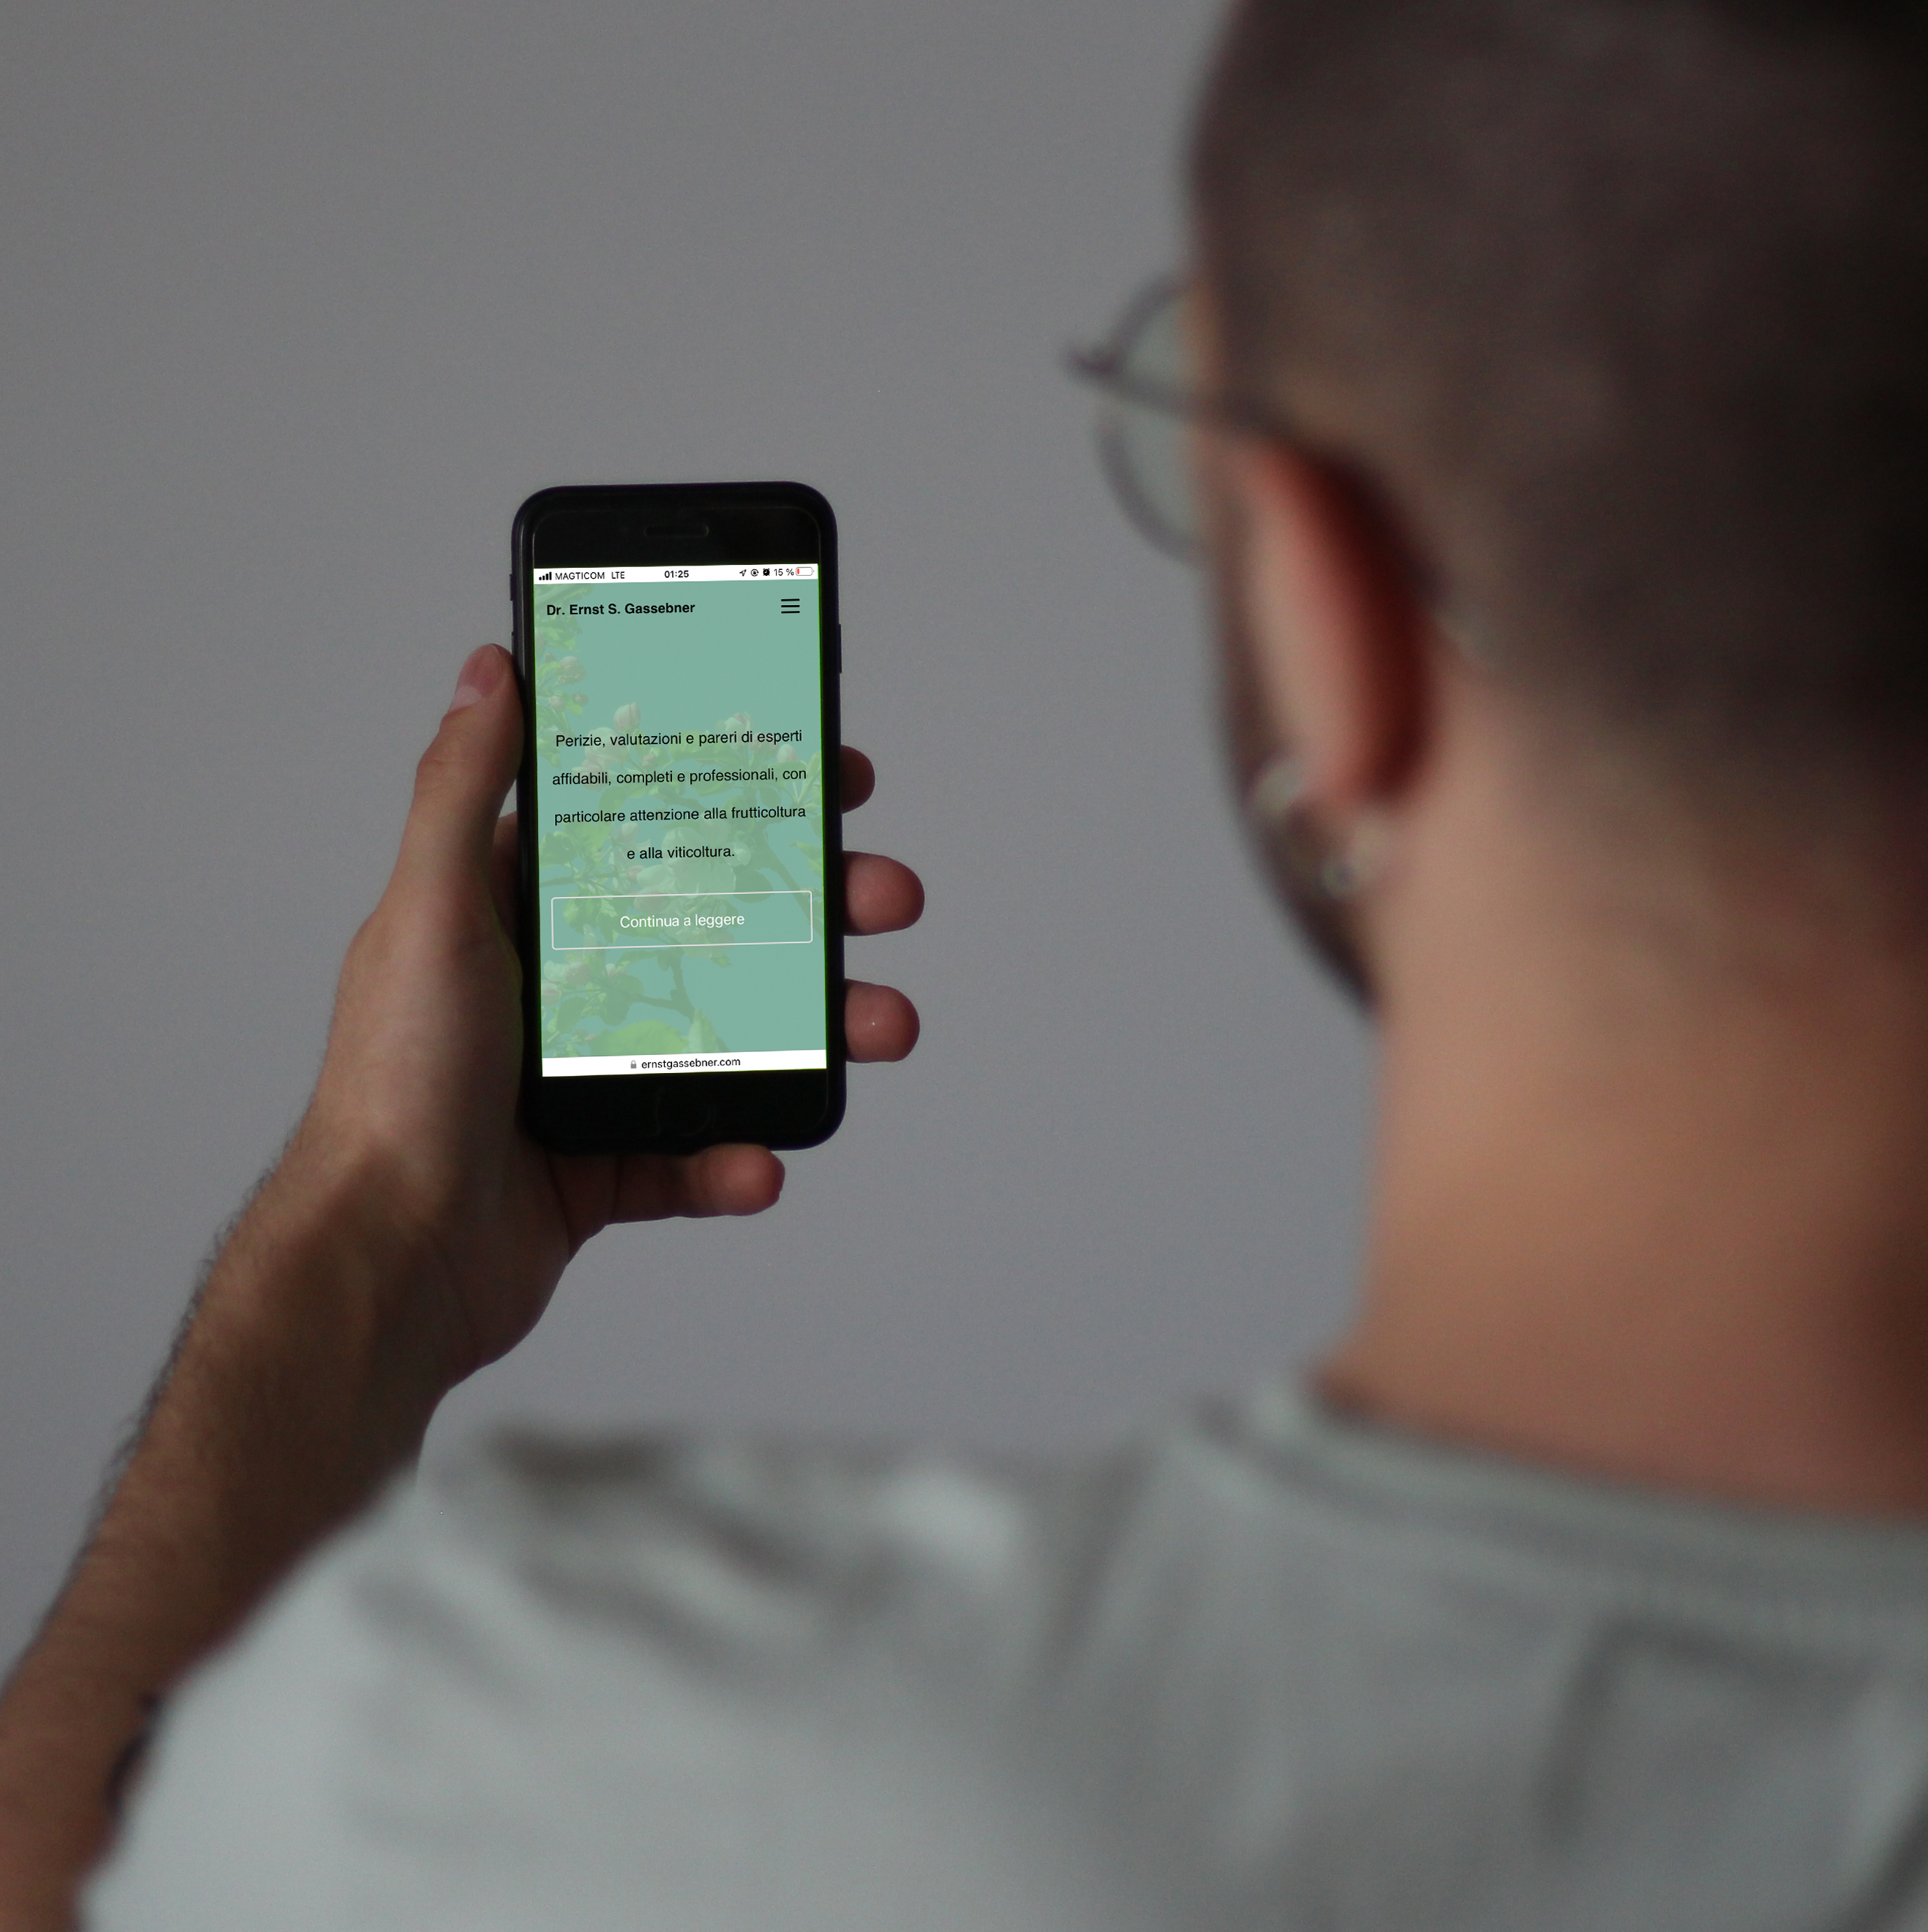 MAGTICOM LTE 01:25 15 %
Dr. Ernst S. Gassebner
Perizie, valutazioni e pareri di esperti
affidabili, completi e professionali, con
particolare attenzione alla frutticoltura
e alla viticoltura.
Continua a leggere
ernstgassebner.com